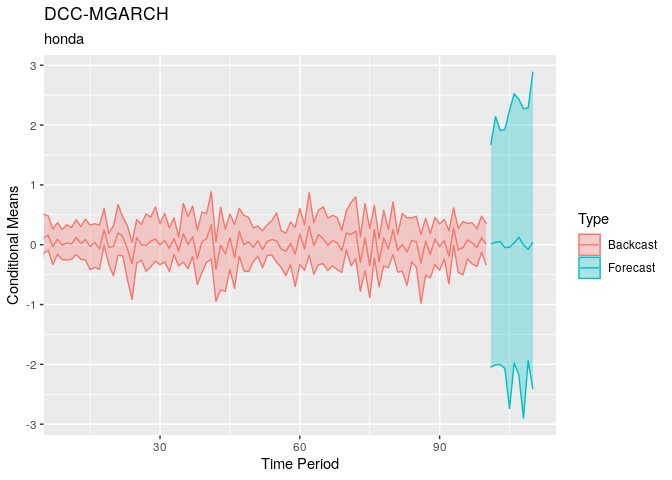 DCC-MGARCH
honda
3
2
1
0
-1
-2
-3
Conditional Means
30 60 90
Time Period
Type
Backcast
Forecast